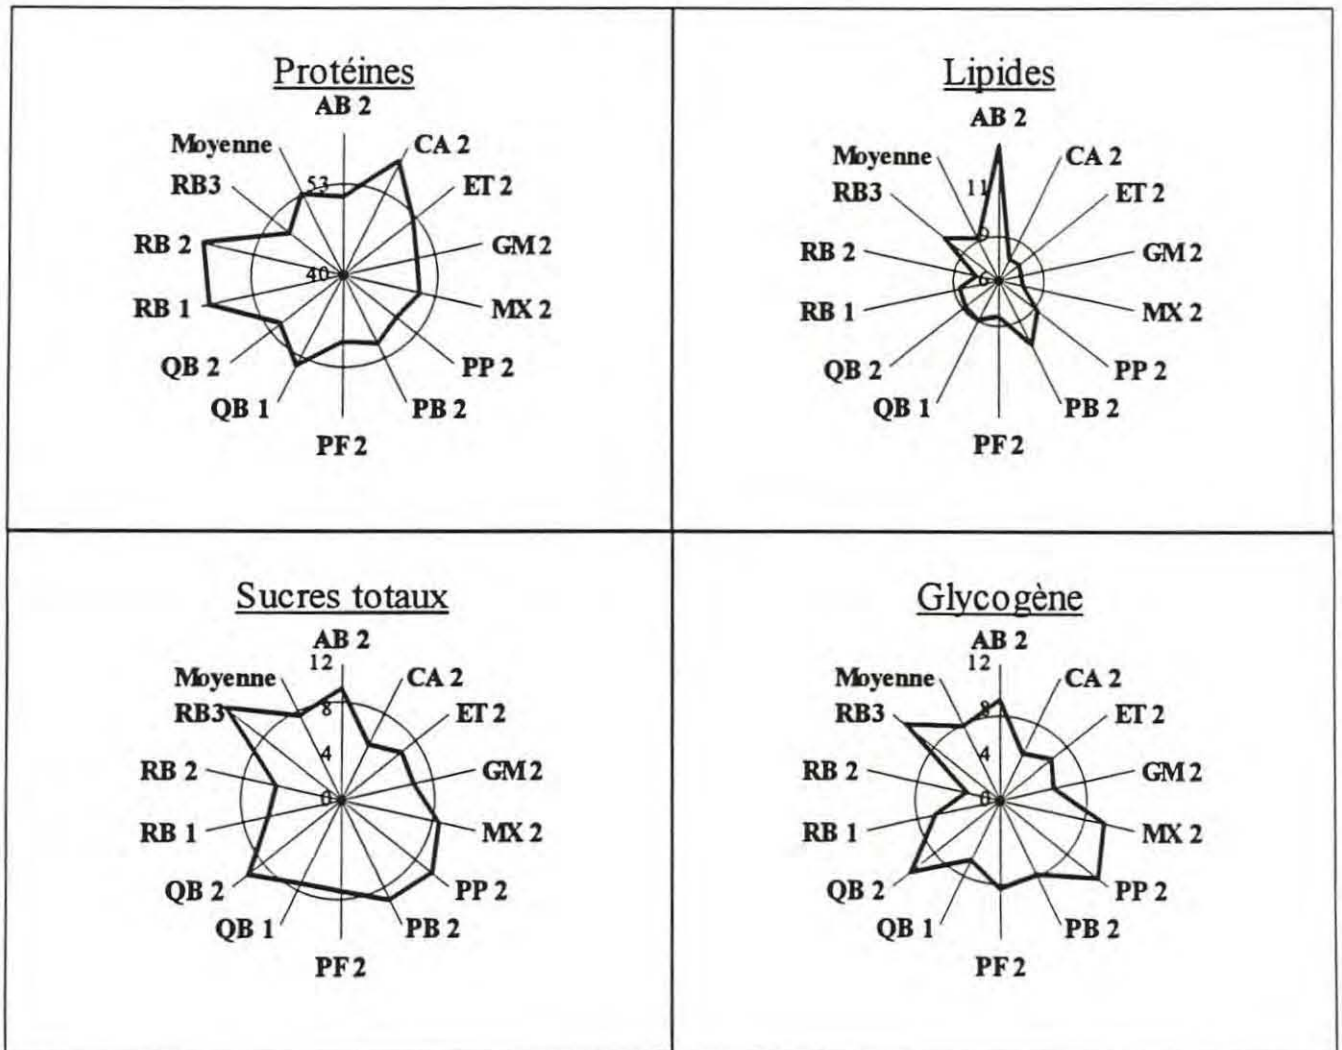 Protéines
AB 2
Moyenne
CA 2
RB3
53
ET 2
RB 2
GM 2
40
RB 1
MX 2
QB 2
PP 2
QB 1
PB 2
PF 2
Lipides
AB 2
Moyenne
CA 2
RB3
11
ET 2
9
RB 2
GM 2
6
RB 1
MX 2
QB 2
PP 2
QB 1
PB 2
PF 2
Sucres totaux
AB 2
12
Moyenne
CA 2
RB3
8
ET 2
4
RB 2
GM 2
0
RB 1
MX 2
QB 2
PP 2
QB 1
PB 2
PF 2
Glycogène
AB 2
12
Moyenne
CA 2
RB3
8
ET 2
4
RB 2
GM 2
0
RB 1
MX 2
QB 2
PP 2
QB 1
PB 2
PF 2